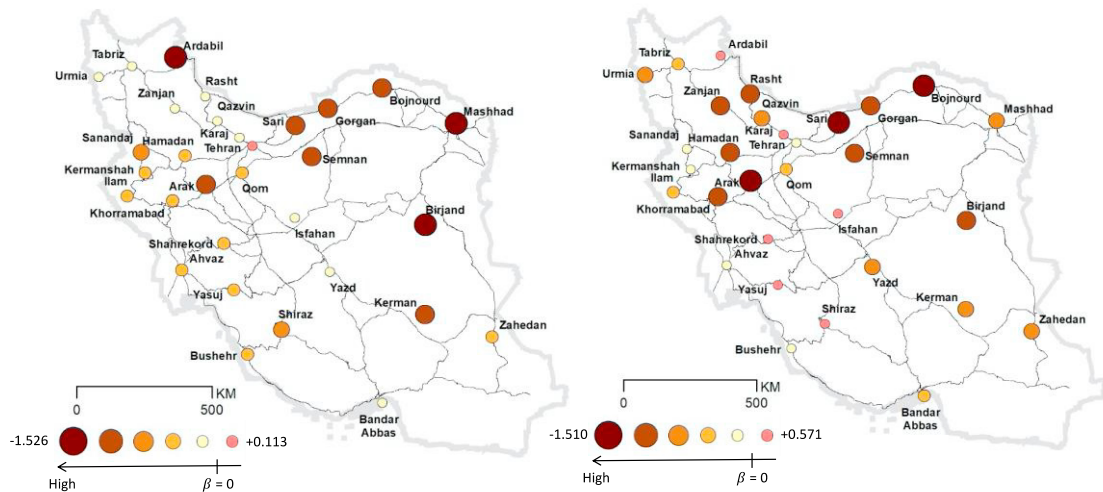 Ardabil
Tabriz
Urmia
Rasht
Zanjan
Qazvin
Bojnourd
Mashhad
Sari
Gorgan
Karaj
Tehran
Sanandaj
Hamadan
Semnan
Kermanshah
Ilam
Arak
Qom
Khorramabad
Birjand
Isfahan
Shahrekord
Ahvaz
Yazd
Yasuj
Kerman
Shiraz
Zahedan
Bushehr
Bandar
Abbas
KM
0
500
-1.526
+0.113
High
β = 0
Ardabil
Tabriz
Urmia
Rasht
Zanjan
Qazvin
Bojnourd
Mashhad
Sari
Gorgan
Karaj
Tehran
Sanandaj
Hamadan
Semnan
Kermanshah
Ilam
Arak
Qom
Khorramabad
Birjand
Isfahan
Shahrekord
Ahvaz
Yazd
Yasuj
Kerman
Shiraz
Zahedan
Bushehr
Bandar
Abbas
KM
0
500
-1.510
+0.571
High
β = 0